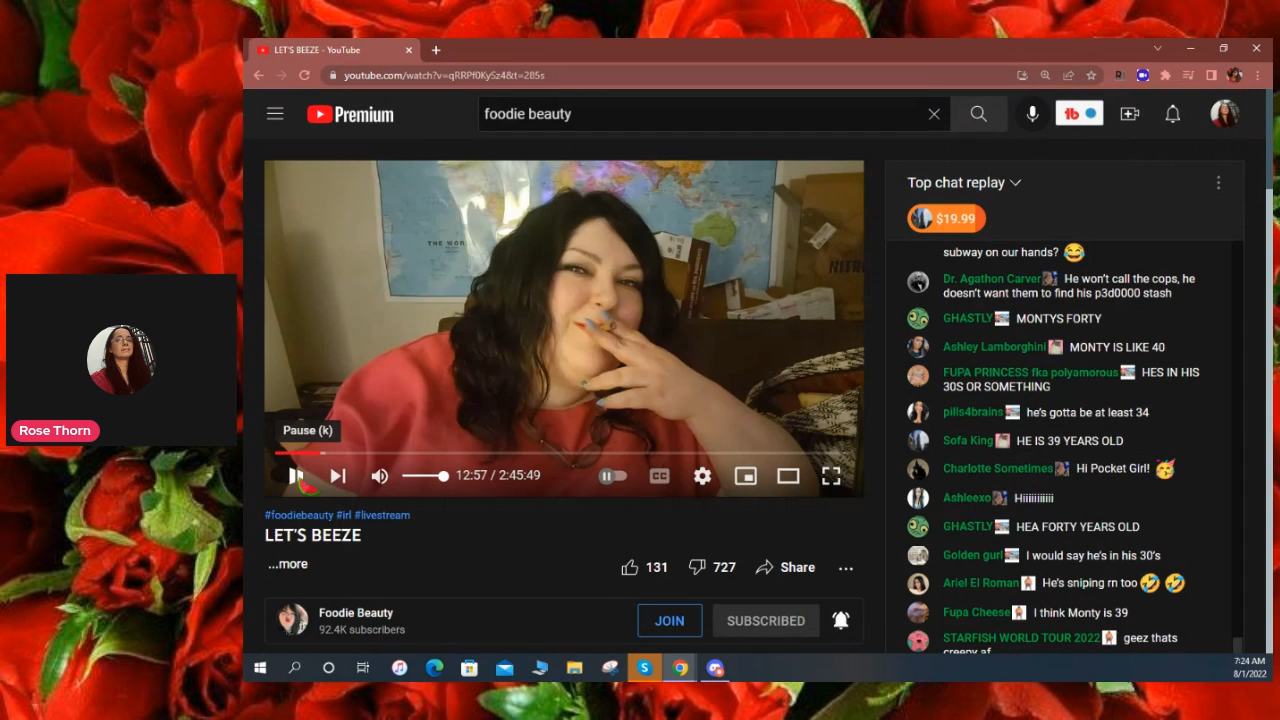 LET'S BEEZE - YouTube
youtube.com/watch?v=qRRPf0KySz4&t=285s
Premium
foodie beauty
Top chat replay
$19.99
subway on our hands? 😂
Dr. Agathon Carver He won't call the cops, he
doesn't want them to find his p3d0000 stash
GHASTLY MONTYS FORTY
Ashley Lamborghini MONTY IS LIKE 40
FUPA PRINCESS fka polyamorous HES IN HIS
30S OR SOMETHING
pills4brains he's gotta be at least 34
Sofa King HE IS 39 YEARS OLD
Charlotte Sometimes Hi Pocket Girl! 🥳
Ashleexo Hiiiiiiiiiiii
GHASTLY HEA FORTY YEARS OLD
Golden gurl I would say he's in his 30's
Ariel El Roman He's sniping rn too 🤣 🤣
Fupa Cheese I think Monty is 39
STARFISH WORLD TOUR 2022 geez thats
creepy af
THE WOR
NITR
Pause (k)
12:57 / 2:45:49
CC
#foodiebeauty #irl #livestream
LET'S BEEZE
...more
131
727
Share
Foodie Beauty
92.4K subscribers
JOIN
SUBSCRIBED
Rose Thorn
7:24 AM
8/1/2022